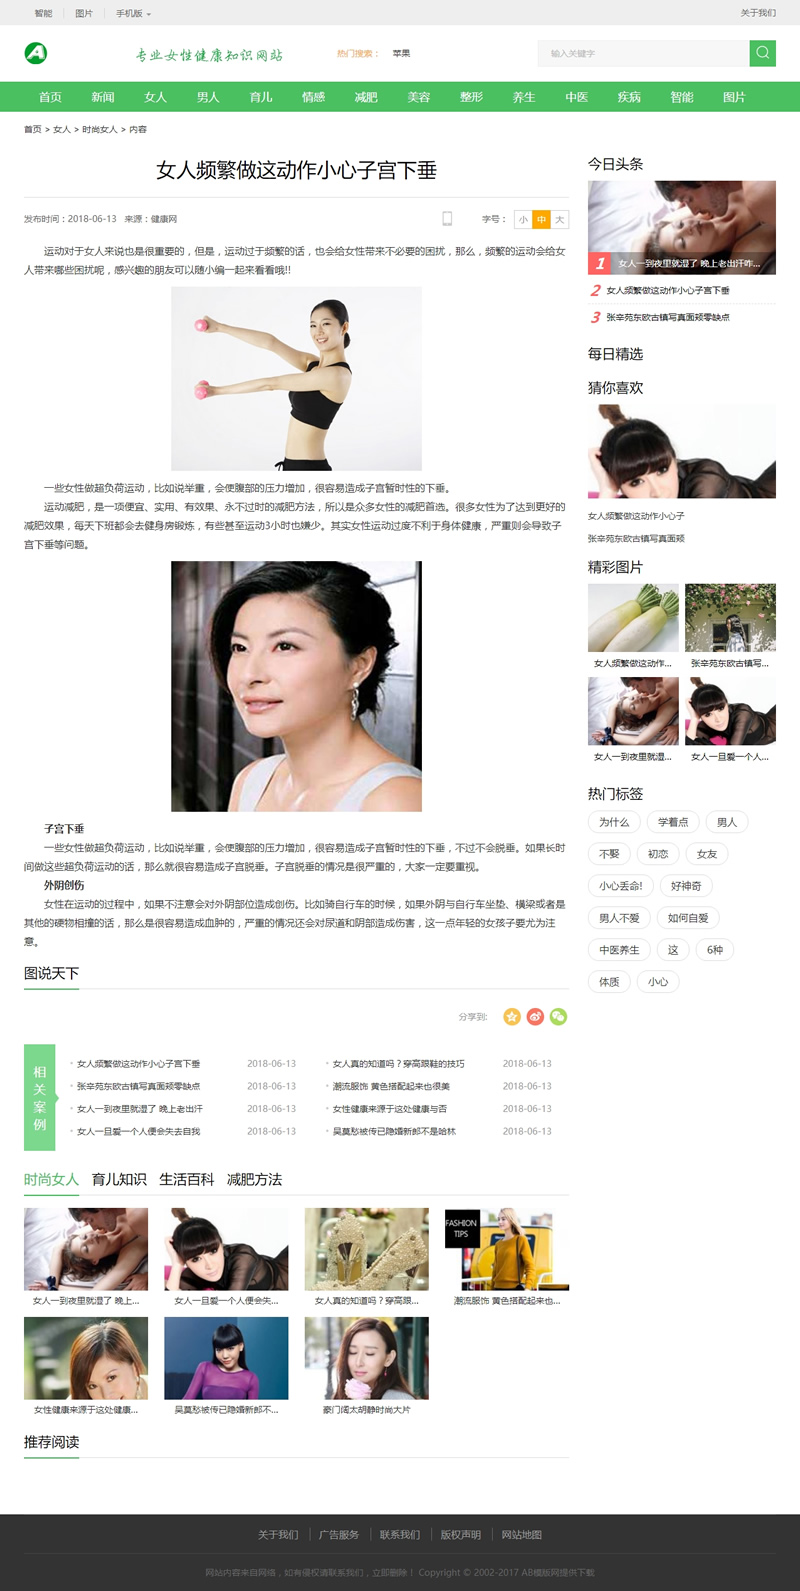 智能 图片 手机版 关于我们
A 专业女性健康知识网站 热门搜索： 苹果 输入关键字
首页 新闻 女人 男人 育儿 情感 减肥 美容 整形 养生 中医 疾病 智能 图片
首页 > 女人 > 时尚女人 > 内容
女人频繁做这动作小心子宫下垂
发布时间：2018-06-13 来源：健康网 字号： 小 中 大
运动对于女人来说也是很重要的，但是，运动过于频繁的话，也会给女性带来不必要的困扰，那么，频繁的运动会给女
人带来哪些困扰呢，感兴趣的朋友可以随小编一起来看看哦!!
一些女性做超负荷运动，比如说举重，会使腹部的压力增加，很容易造成子宫暂时性的下垂。
运动减肥，是一项便宜、实用、有效果、永不过时的减肥方法，所以是众多女性的减肥首选。很多女性为了达到更好的
减肥效果，每天下班都会去健身房锻炼，有些甚至运动3小时也嫌少。其实女性运动过度不利于身体健康，严重则会导致子
宫下垂等问题。
子宫下垂
一些女性做超负荷运动，比如说举重，会使腹部的压力增加，很容易造成子宫暂时性的下垂，不过不会脱垂。如果长时
间做这些超负荷运动的话，那么就很容易造成子宫脱垂。子宫脱垂的情况是很严重的，大家一定要重视。
外阴创伤
女性在运动的过程中，如果不注意会对外阴部位造成创伤。比如骑自行车的时候，如果外阴与自行车坐垫、横梁或者是
其他的硬物相撞的话，那么是很容易造成血肿的，严重的情况还会对尿道和阴部造成伤害，这一点年轻的女孩子要尤为注
意。
图说天下
分享到:
相关案例
女人频繁做这动作小心子宫下垂 2018-06-13 女人真的知道吗？穿高跟鞋的技巧 2018-06-13
张辛苑东欧古镇写真面颊零缺点 2018-06-13 潮流服饰 黄色搭配起来也很美 2018-06-13
女人一到夜里就湿了 晚上老出汗 2018-06-13 女性健康来源于这处健康与否 2018-06-13
女人一旦爱一个人便会失去自我 2018-06-13 吴莫愁被传已隐婚新郎不是哈林 2018-06-13
时尚女人 育儿知识 生活百科 减肥方法
FASHION
TIPS
女人一到夜里就湿了 晚上... 女人一旦爱一个人便会失... 女人真的知道吗？穿高跟... 潮流服饰 黄色搭配起来也...
女性健康来源于这处健康... 吴莫愁被传已隐婚新郎不... 豪门阔太胡静时尚大片
推荐阅读
今日头条
1 女人一到夜里就湿了 晚上老出汗咋...
2 女人频繁做这动作小心子宫下垂
3 张辛苑东欧古镇写真面颊零缺点
每日精选
猜你喜欢
女人频繁做这动作小心子
张辛苑东欧古镇写真面颊
精彩图片
女人频繁做这动作... 张辛苑东欧古镇写...
女人一到夜里就湿... 女人一旦爱一个人...
热门标签
为什么 学着点 男人
不娶 初恋 女友
小心丢命! 好神奇
男人不爱 如何自爱
中医养生 这 6种
体质 小心
关于我们 广告服务 联系我们 版权声明 网站地图
网站内容来自网络，如有侵权请联系我们，立即删除！ Copyright © 2002-2017 AB模版网提供下载